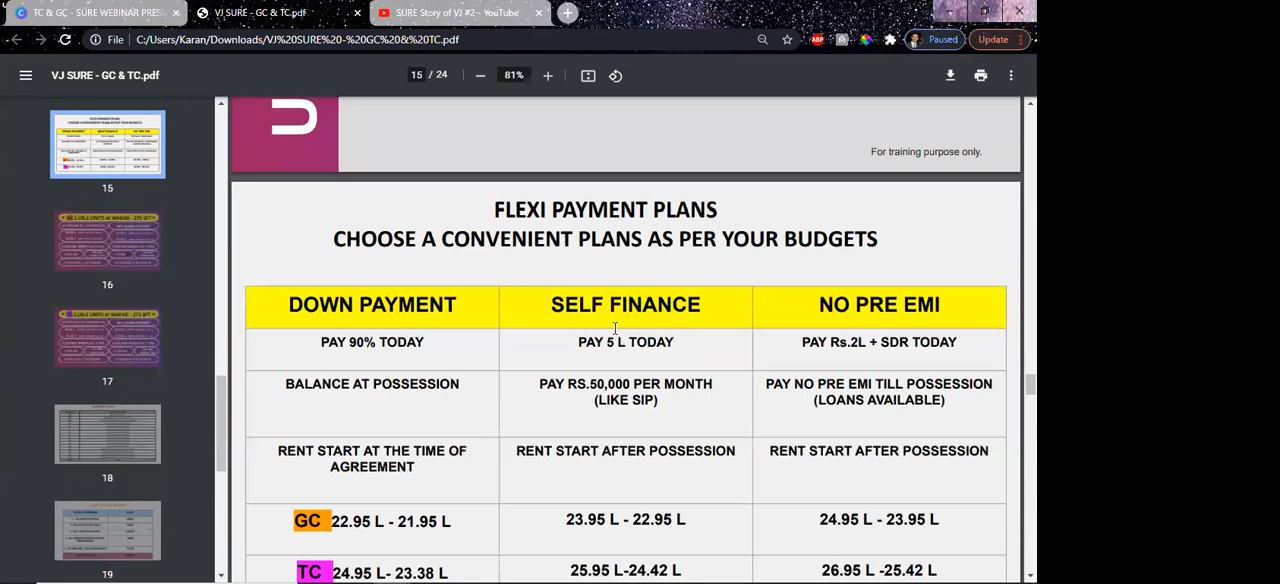 TC & GC - SURE WEBINAR PRES
VJ SURE - GC & TC.pdf
SURE Story of VJ #2~ YouTube
File
C:/Users/Karan/Downloads/VJ%20SURE%20-%20GC%20&%20TC.pdf
ABP
Paused
Update
VJ SURE - GC & TC.pdf
15 / 24
81%
15
16
17
18
19
For training purpose only.
FLEXI PAYMENT PLANS
CHOOSE A CONVENIENT PLANS AS PER YOUR BUDGETS
DOWN PAYMENT SELF FINANCE NO PRE EMI
PAY 90% TODAY PAY 5 L TODAY PAY Rs.2L + SDR TODAY
BALANCE AT POSSESSION PAY RS.50,000 PER MONTH PAY NO PRE EMI TILL POSSESSION
(LIKE SIP) (LOANS AVAILABLE)
RENT START AT THE TIME OF RENT START AFTER POSSESSION RENT START AFTER POSSESSION
AGREEMENT
GC 22.95 L - 21.95 L 23.95 L - 22.95 L 24.95 L - 23.95 L
TC 24.95 L- 23.38 L 25.95 L-24.42 L 26.95 L -25.42 L